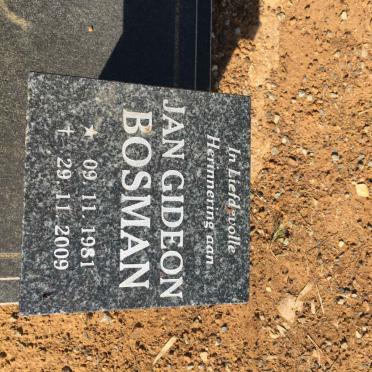 In Liefdevolle
Herinnering aan
JAN GIDEON
BOSMAN
★ 09. 11. 1981
✝ 29. 11. 2009